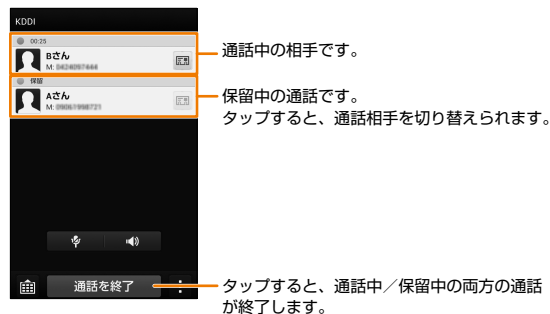 KDDI
00:25
Bさん
M:
保留
Aさん
M:
通話を終了
通話中の相手です。
保留中の通話です。
タップすると、通話相手を切り替えられます。
タップすると、通話中／保留中の両方の通話
が終了します。